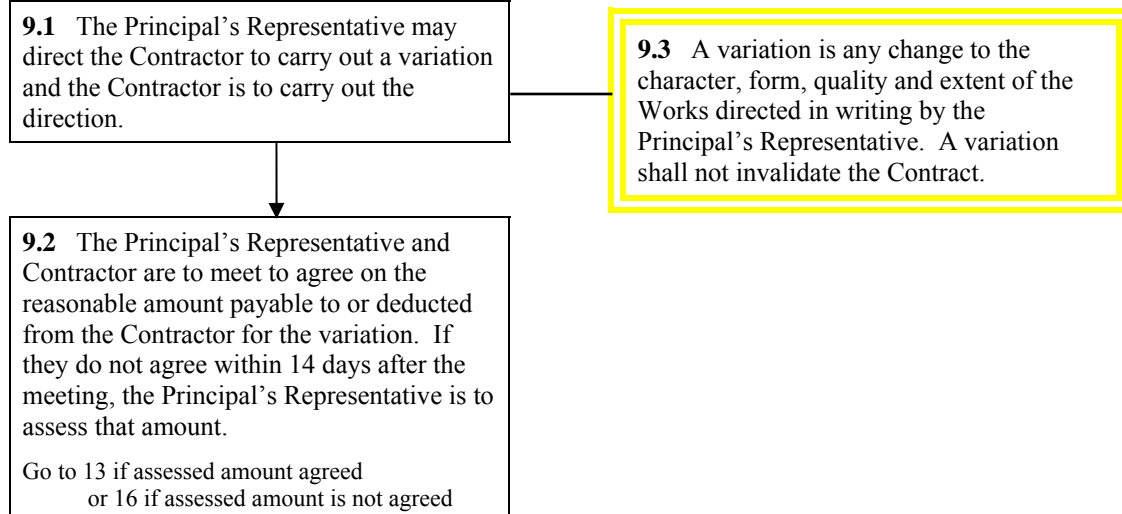 9.1 The Principal’s Representative may
direct the Contractor to carry out a variation
and the Contractor is to carry out the
direction.
9.3 A variation is any change to the
character, form, quality and extent of the
Works directed in writing by the
Principal’s Representative. A variation
shall not invalidate the Contract.
9.2 The Principal’s Representative and
Contractor are to meet to agree on the
reasonable amount payable to or deducted
from the Contractor for the variation. If
they do not agree within 14 days after the
meeting, the Principal’s Representative is to
assess that amount.
Go to 13 if assessed amount agreed
or 16 if assessed amount is not agreed